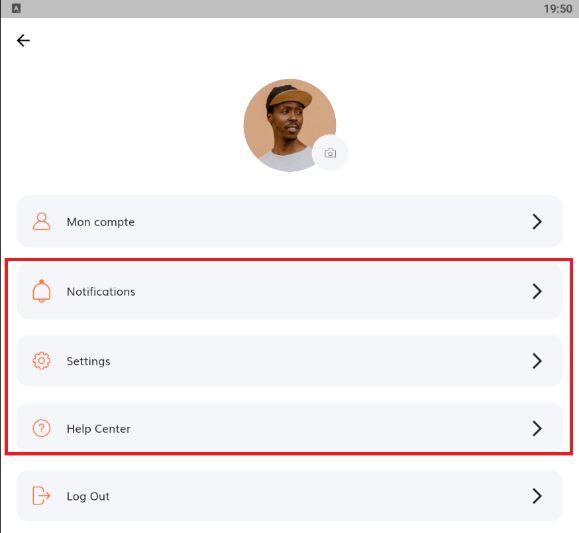 A
19:50
Mon compte
Notifications
Settings
?
Help Center
Log Out